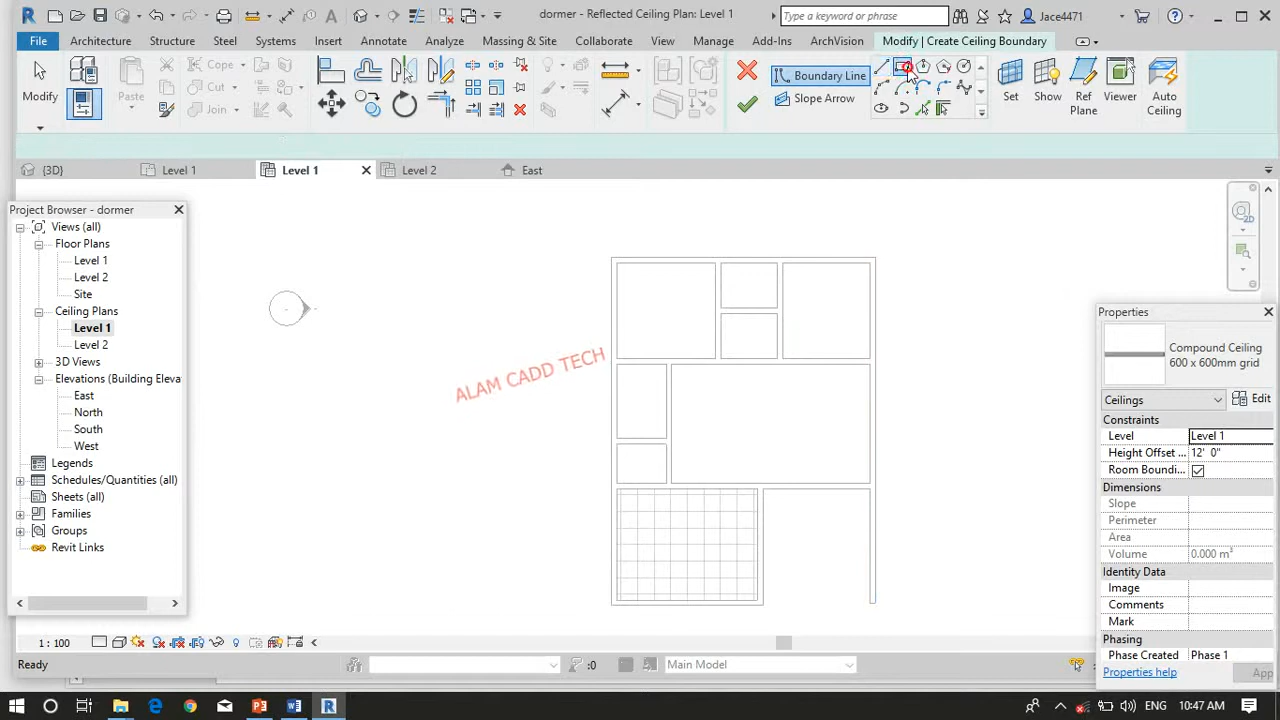 dormer - Reflected Ceiling Plan: Level 1
Type a keyword or phrase
Jace4471
File
Architecture
Structure
Steel
Systems
Insert
Annotate
Analyze
Massing & Site
Collaborate
View
Manage
Add-Ins
ArchVision
Modify | Create Ceiling Boundary
Modify
Paste
Cope
Cut
Join
Boundary Line
Slope Arrow
Set
Show
Ref
Plane
Viewer
Auto
Ceiling
{3D}
Level 1
Level 1
Level 2
East
Project Browser - dormer
Views (all)
Floor Plans
Level 1
Level 2
Site
Ceiling Plans
Level 1
Level 2
3D Views
Elevations (Building Eleva
East
North
South
West
Legends
Schedules/Quantities (all)
Sheets (all)
Families
Groups
Revit Links
ALAM CADD TECH
2D
Properties
Compound Ceiling
600 x 600mm grid
Ceilings
Edit
Constraints
Level Level 1
Height Offset ... 12' 0"
Room Boundi...
Dimensions
Slope
Perimeter
Area
Volume 0.000 m³
Identity Data
Image
Comments
Mark
Phasing
Phase Created Phase 1
Properties help
App
1 : 100
Ready
:0
Main Model
ENG
10:47 AM